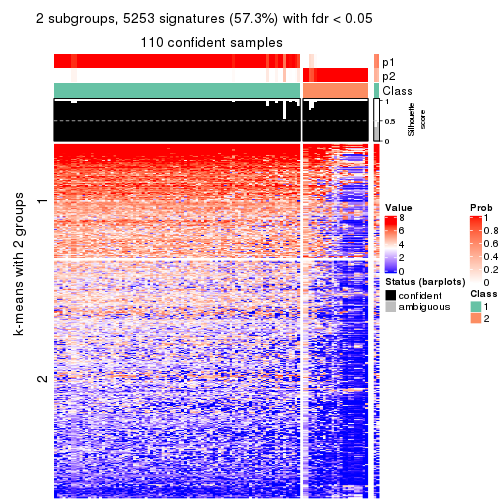 2 subgroups, 5253 signatures (57.3%) with fdr < 0.05
110 confident samples
p1
p2
Class
1
0.5
0
Silhouette
score
k-means with 2 groups
1
2
Value
8
6
4
2
0
Status (barplots)
confident
ambiguous
Prob
1
0.8
0.6
0.4
0.2
0
Class
1
2